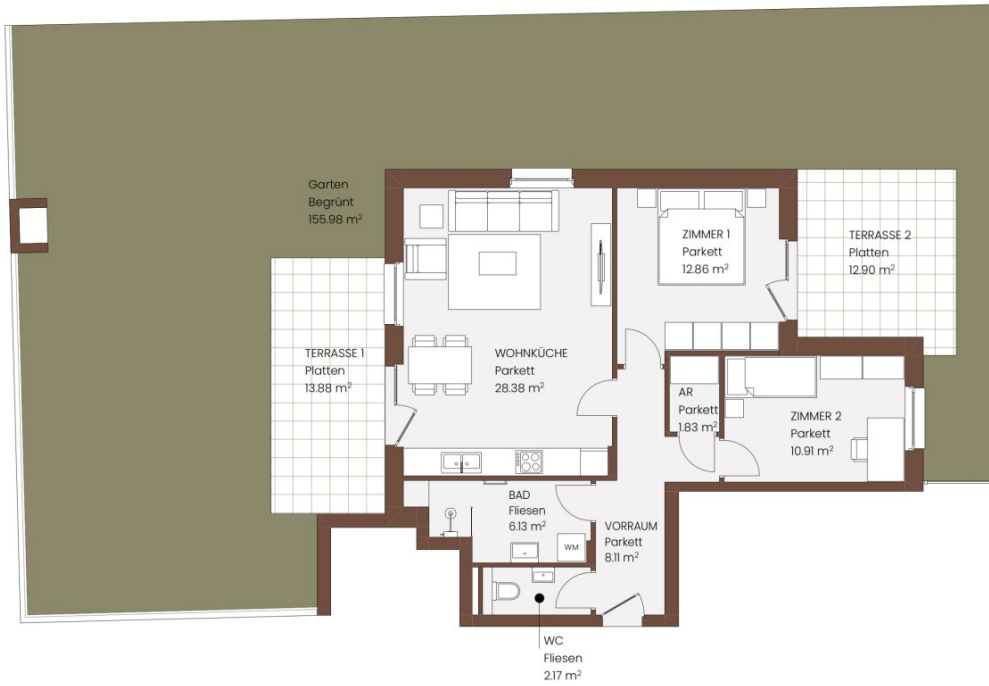 Garten
Begrünt
155.98 m²
ZIMMER 1
Parkett
12.86 m²
TERRASSE 2
Platten
12.90 m²
TERRASSE 1
Platten
13.88 m²
WOHNKÜCHE
Parkett
28.38 m²
AR
Parkett
1.83 m²
ZIMMER 2
Parkett
10.91 m²
BAD
Fliesen
6.13 m²
WM
VORRAUM
Parkett
8.11 m²
WC
Fliesen
2.17 m²